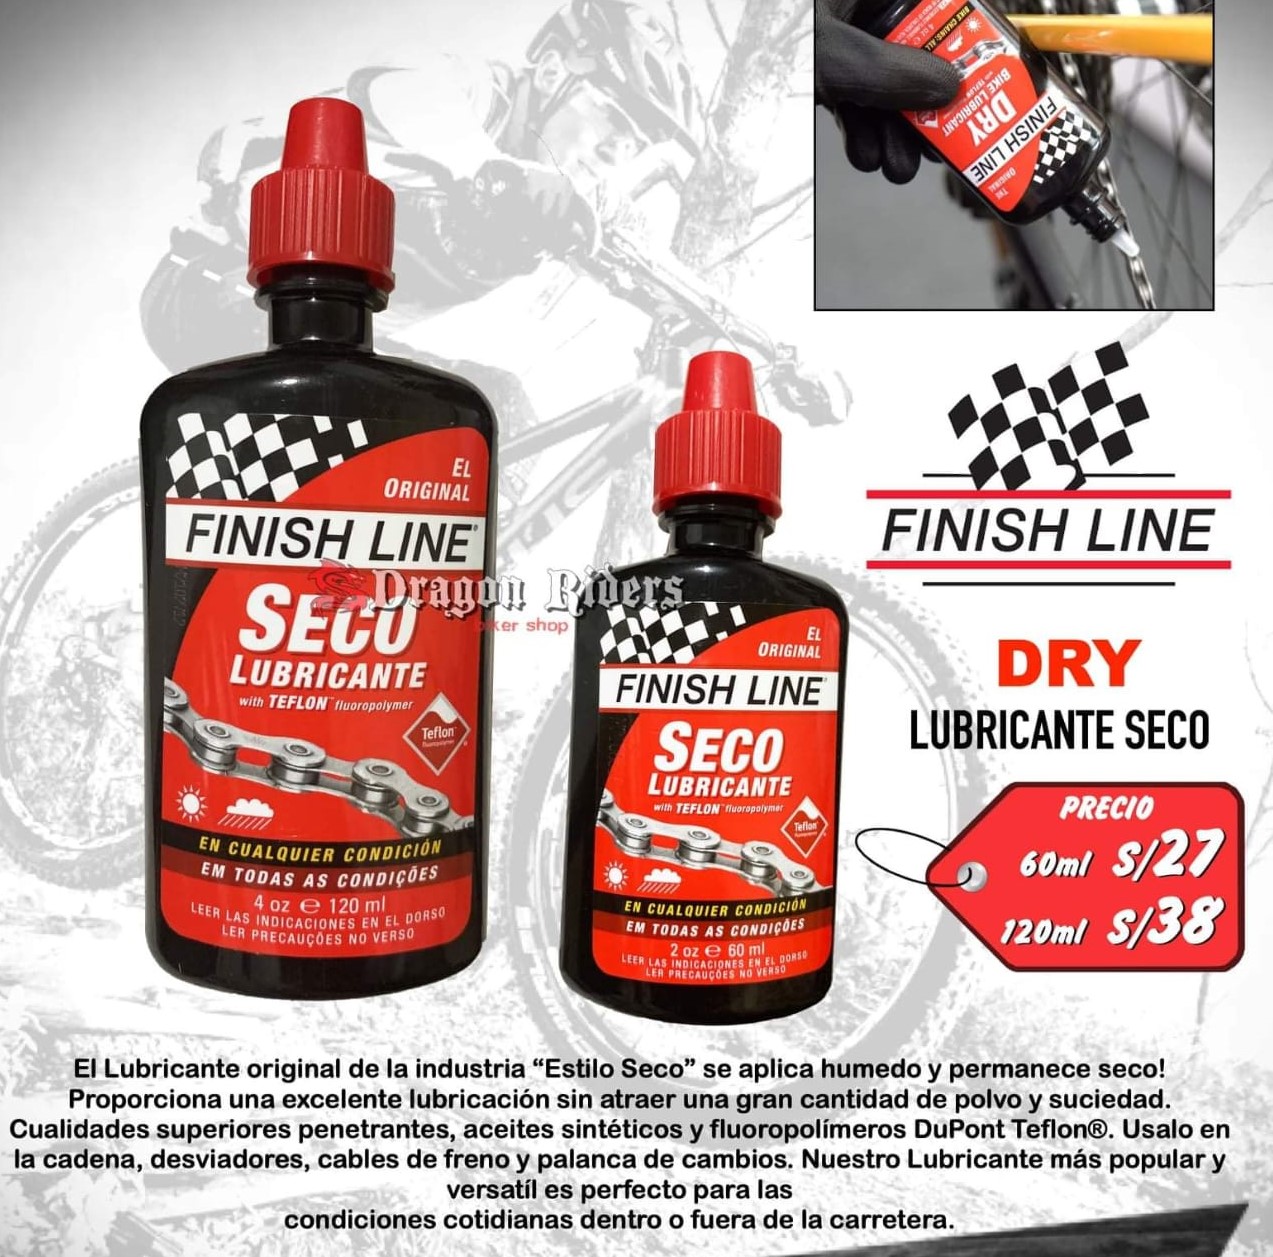 FINISH LINE
DRY
BIKE LUBRICANT
THE
ORIGINAL
EL
ORIGINAL
FINISH LINE®
SECO
LUBRICANTE
with TEFLON™ fluoropolymer
Teflon™
EN CUALQUIER CONDICIÓN
EM TODAS AS CONDIÇÕES
4 oz ℮ 120 ml
LEER LAS INDICACIONES EN EL DORSO
LER PRECAUÇÕES NO VERSO
Dragon Riders
biker shop
EL
ORIGINAL
FINISH LINE®
SECO
LUBRICANTE
with TEFLON™ fluoropolymer
Teflon™
EN CUALQUIER CONDICIÓN
EM TODAS AS CONDIÇÕES
2 oz ℮ 60 ml
LEER LAS INDICACIONES EN EL DORSO
LER PRECAUÇÕES NO VERSO
FINISH LINE
DRY
LUBRICANTE SECO
PRECIO
60ml S/27
120ml S/38
El Lubricante original de la industria “Estilo Seco” se aplica humedo y permanece seco!
Proporciona una excelente lubricación sin atraer una gran cantidad de polvo y suciedad.
Cualidades superiores penetrantes, aceites sintéticos y fluoropolímeros DuPont Teflon®. Usalo en
la cadena, desviadores, cables de freno y palanca de cambios. Nuestro Lubricante más popular y
versatíl es perfecto para las
condiciones cotidianas dentro o fuera de la carretera.